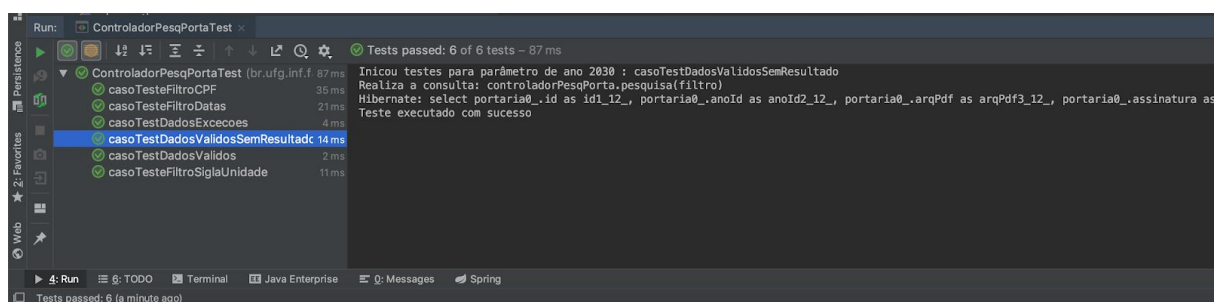 Run: ControladorPesqPortaTest ×
Tests passed: 6 of 6 tests – 87 ms
ControladorPesqPortaTest (br.ufg.inf.f 87 ms
casoTesteFiltroCPF 35 ms
casoTesteFiltroDatas 21 ms
casoTestDadosExcecoes 4 ms
casoTestDadosValidosSemResultadc 14 ms
casoTestDadosValidos 2 ms
casoTesteFiltroSiglaUnidade 11 ms
Inicou testes para parâmetro de ano 2030 : casoTestDadosValidosSemResultado
Realiza a consulta: controladorPesqPorta.pesquisa(filtro)
Hibernate: select portaria0_.id as id1_12_, portaria0_.anoId as anoId2_12_, portaria0_.arqPdf as arqPdf3_12_, portaria0_.assinatura as
Teste executado com sucesso
Persistence
2: Favorites
Web
4: Run 6: TODO Terminal Java Enterprise 0: Messages Spring
Tests passed: 6 (a minute ago)